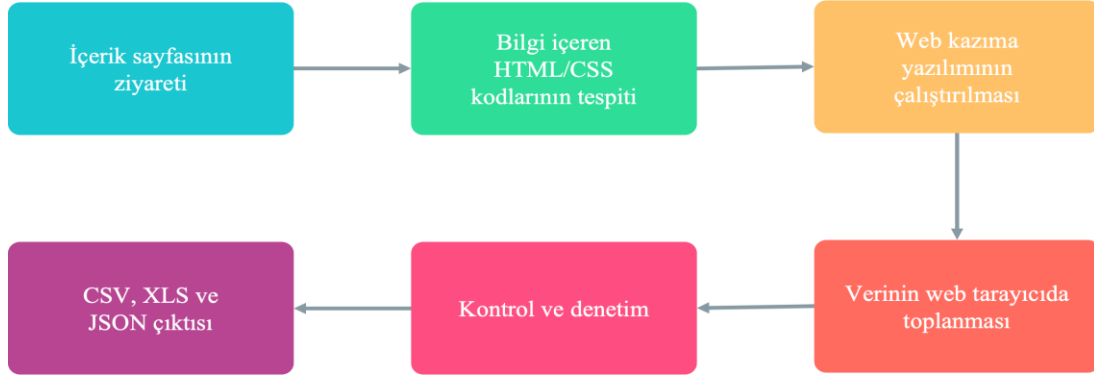 İçerik sayfasının
ziyareti
Bilgi içeren
HTML/CSS
kodlarının tespiti
Web kazıma
yazılımının
çalıştırılması
Verinin web tarayıcıda
toplanması
Kontrol ve denetim
CSV, XLS ve
JSON çıktısı